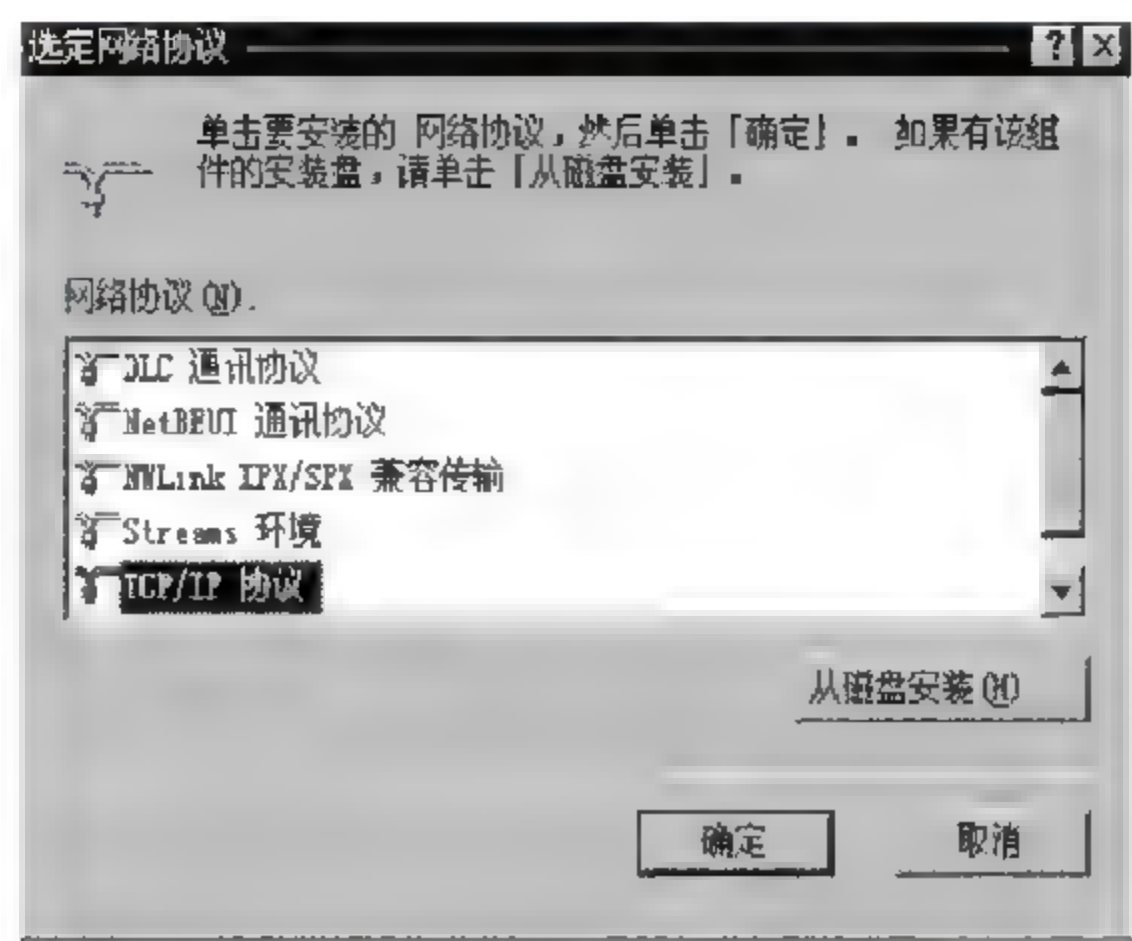 选定网络协议
单击要安装的 网络协议，然后单击「确定」。 如果有该组
件的安装盘，请单击「从磁盘安装」。
网络协议(N):
DLC 通讯协议
NetBEUI 通讯协议
NWLink IPX/SPX 兼容传输
Streams 环境
TCP/IP 协议
从磁盘安装(H)
确定
取消